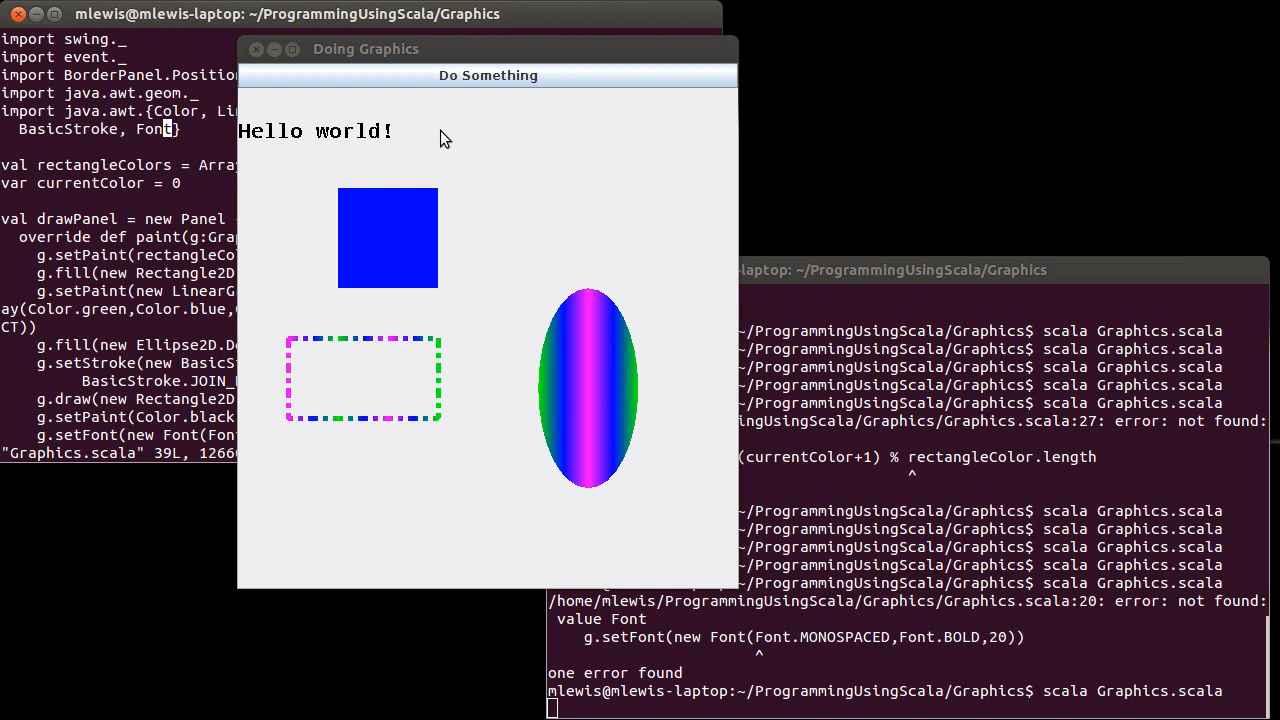 mlewis@mlewis-laptop: ~/ProgrammingUsingScala/Graphics
import swing._
event._
import BorderPanel.Positio
import java.awt.geom._
import java.awt.{Color, Li
BasicStroke, Font}
val rectangleColors = Array
var currentColor = 0
val drawPanel = new Panel
override def paint(g:Gra
g.setPaint(rectangleCo
g.fill(new Rectangle2D
g.setPaint(new LinearG
ay(Color.green,Color.blue,
CT))
g.fill(new Ellipse2D.D
g.setStroke(new BasicSt
BasicStroke.JOIN_
g.draw(new Rectangle2D
g.setPaint(Color.black
g.setFont(new Font(Fon
"Graphics.scala" 39L, 1266
Doing Graphics
Do Something
Hello world!
-laptop: ~/ProgrammingUsingScala/Graphics
~/ProgrammingUsingScala/Graphics$ scala Graphics.scala
~/ProgrammingUsingScala/Graphics$ scala Graphics.scala
~/ProgrammingUsingScala/Graphics$ scala Graphics.scala
~/ProgrammingUsingScala/Graphics$ scala Graphics.scala
~/ProgrammingUsingScala/Graphics$ scala Graphics.scala
ingUsingScala/Graphics/Graphics.scala:27: error: not found:
(currentColor+1) % rectangleColor.length
^
~/ProgrammingUsingScala/Graphics$ scala Graphics.scala
~/ProgrammingUsingScala/Graphics$ scala Graphics.scala
~/ProgrammingUsingScala/Graphics$ scala Graphics.scala
~/ProgrammingUsingScala/Graphics$ scala Graphics.scala
~/ProgrammingUsingScala/Graphics$ scala Graphics.scala
/home/mlewis/ProgrammingUsingScala/Graphics/Graphics.scala:20: error: not found:
value Font
g.setFont(new Font(Font.MONOSPACED,Font.BOLD,20))
^
one error found
mlewis@mlewis-laptop:~/ProgrammingUsingScala/Graphics$ scala Graphics.scala